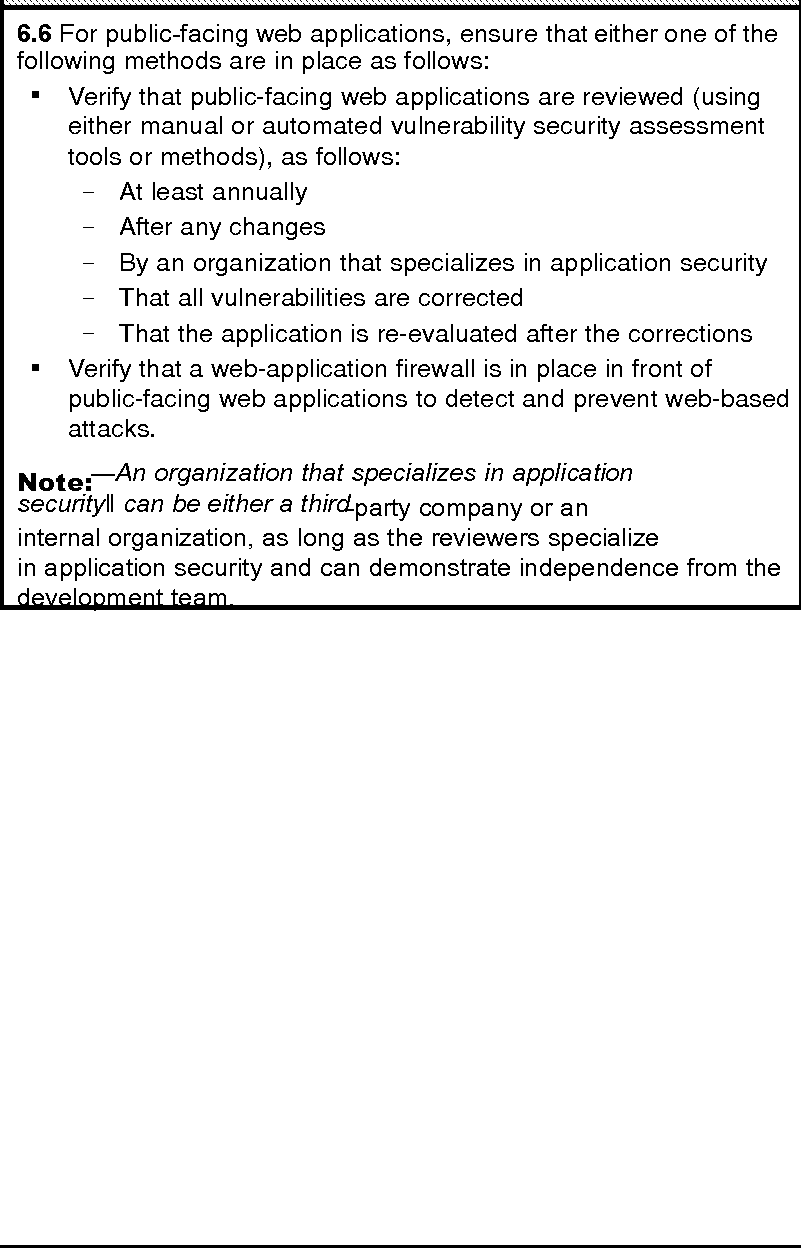 6.6 For public-facing web applications, ensure that either one of the
following methods are in place as follows:
▪ Verify that public-facing web applications are reviewed (using
either manual or automated vulnerability security assessment
tools or methods), as follows:
− At least annually
− After any changes
− By an organization that specializes in application security
− That all vulnerabilities are corrected
− That the application is re-evaluated after the corrections
▪ Verify that a web-application firewall is in place in front of
public-facing web applications to detect and prevent web-based
attacks.
Note:―An organization that specializes in application
security‖ can be either a third-party company or an
internal organization, as long as the reviewers specialize
in application security and can demonstrate independence from the
development team.